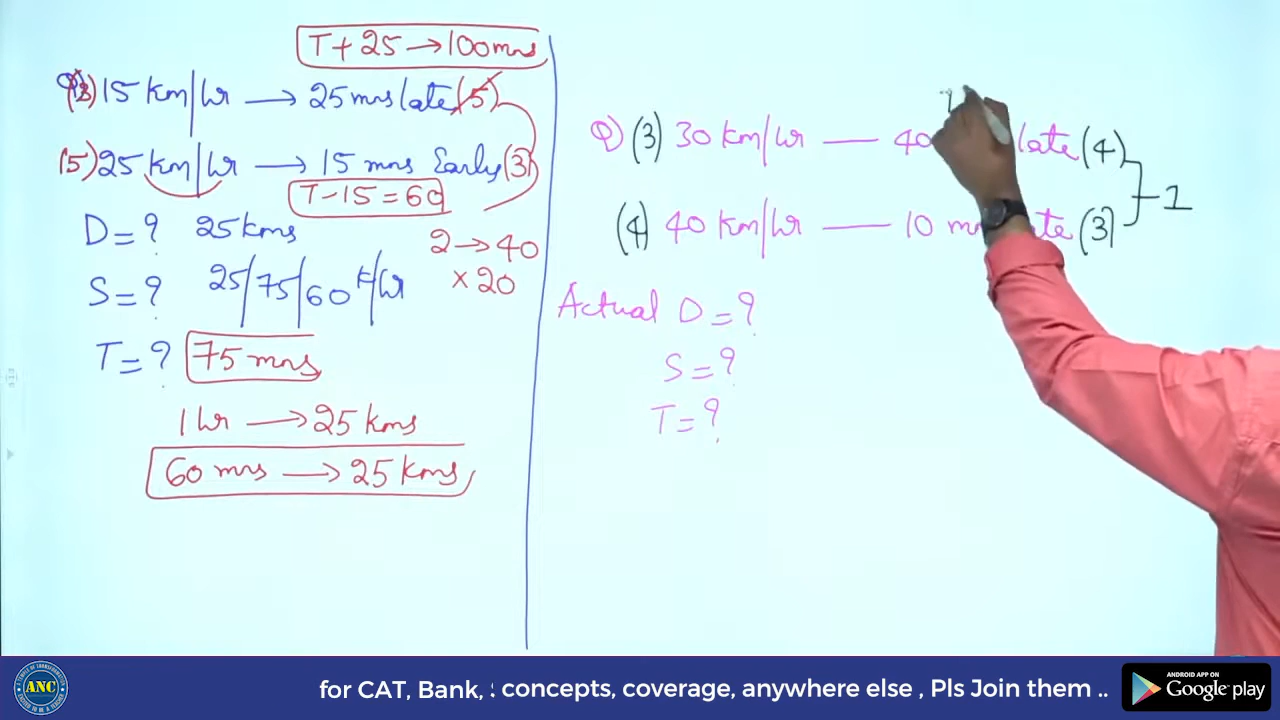 T + 25 → 100 mns
15 km/hr → 25 mns late (5)
(5) 25 km/hr → 15 mns Early (3)
T - 15 = 60
D = ? 25 kms
2 → 40
× 20
S = ? 25/75/60 k/hr
T = ? 75 mns
1 hr → 25 kms
60 mns → 25 kms
Q) (3) 30 km/hr — 40 late (4)
(4) 40 km/hr — 10 (3)
1
Actual D = ?
S = ?
T = ?
ANC
for CAT, Bank, concepts, coverage, anywhere else , Pls Join them ..
ANDROID APP ON
Google play